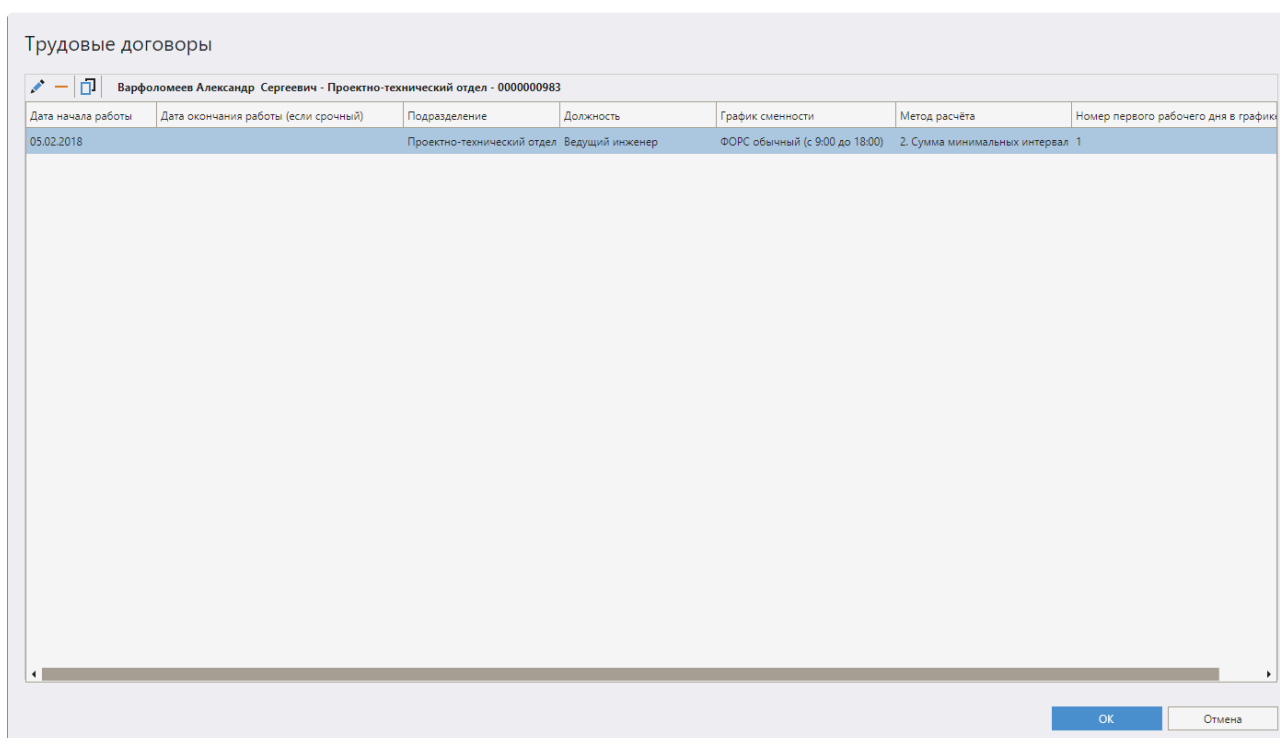 Трудовые договоры
Варфоломеев Александр Сергеевич - Проектно-технический отдел - 0000000983
Дата начала работы Дата окончания работы (если срочный) Подразделение Должность График сменности Метод расчёта Номер первого рабочего дня в график
05.02.2018 Проектно-технический отдел Ведущий инженер ФОРС обычный (с 9:00 до 18:00) 2. Сумма минимальных интервал 1
OK Отмена